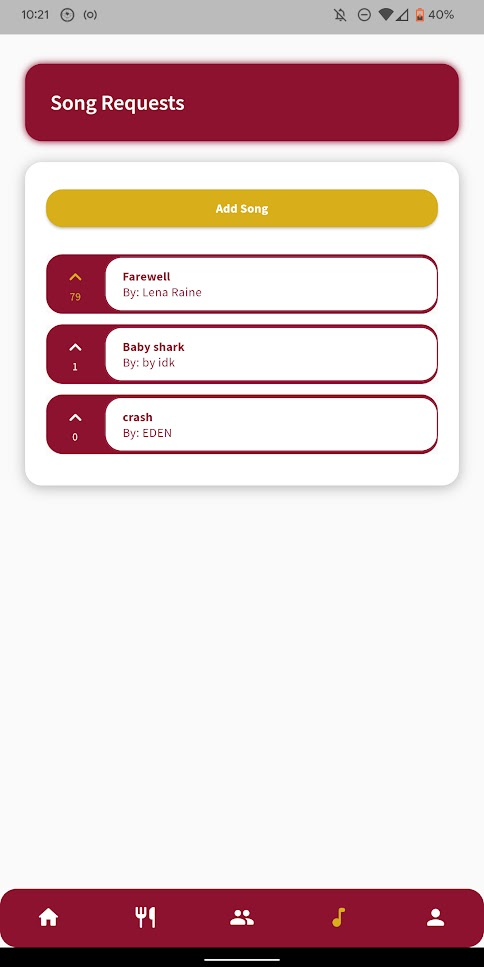 10:21
40%
Song Requests
Add Song
79
Farewell
By: Lena Raine
1
Baby shark
By: by idk
0
crash
By: EDEN